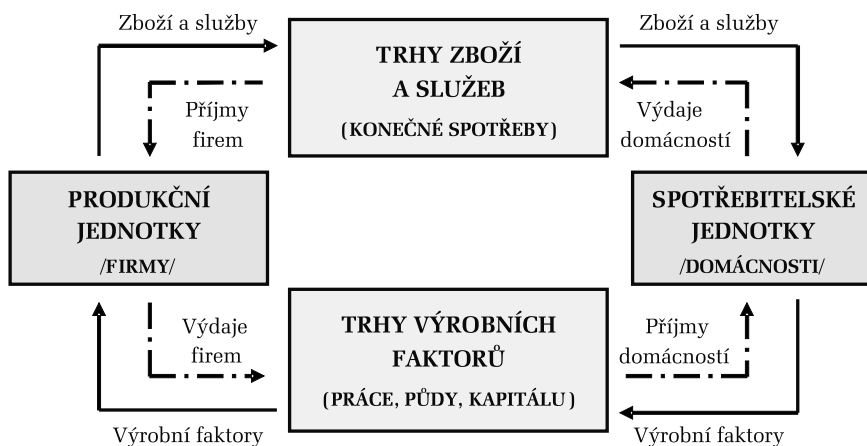 Zboží a služby
TRHY ZBOŽÍ
A SLUŽEB
(KONEČNÉ SPOTŘEBY)
Zboží a služby
Příjmy
firem
Výdaje
domácností
PRODUKČNÍ
JEDNOTKY
/FIRMY/
SPOTŘEBITELSKÉ
JEDNOTKY
/DOMÁCNOSTI/
Výdaje
firem
TRHY VÝROBNÍCH
FAKTORŮ
(PRÁCE, PŮDY, KAPITÁLU)
Příjmy
domácností
Výrobní faktory
Výrobní faktory